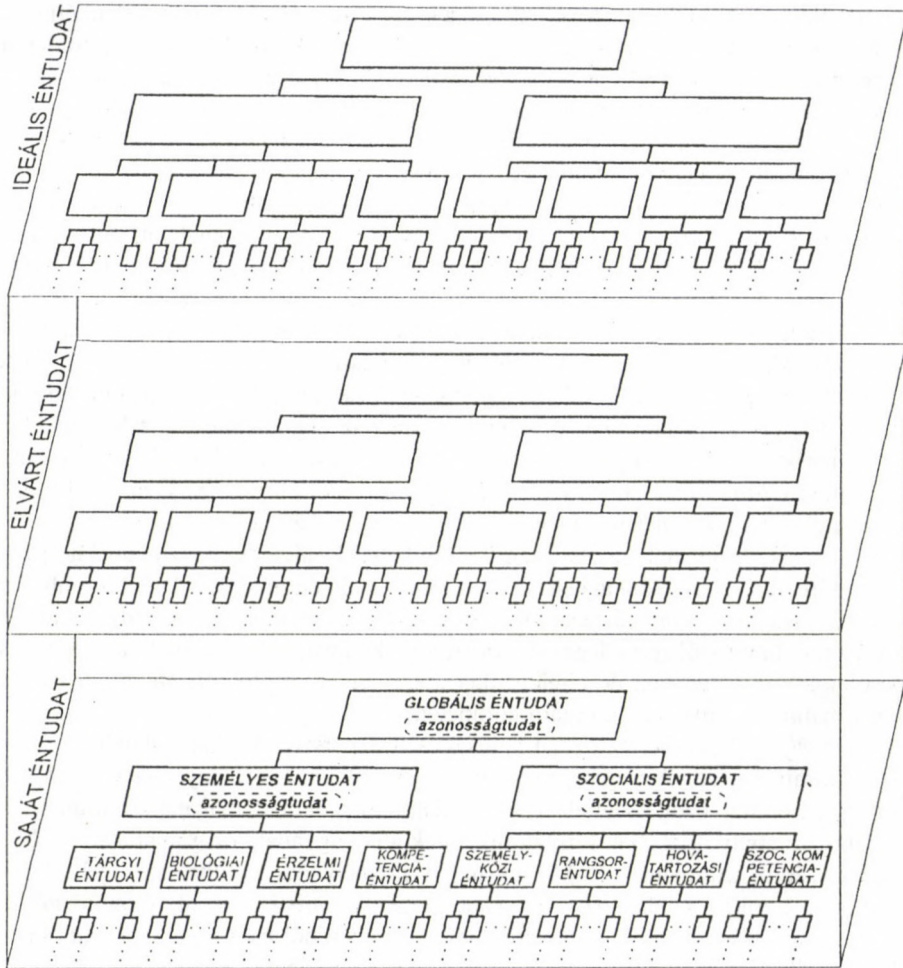 IDEÁLIS ÉNTUDAT
ELVÁRT ÉNTUDAT
SAJÁT ÉNTUDAT
GLOBÁLIS ÉNTUDAT
azonosságtudat
SZEMÉLYES ÉNTUDAT
azonosságtudat
SZOCIÁLIS ÉNTUDAT
azonosságtudat
TÁRGYI
ÉNTUDAT
BIOLÓGIAI
ÉNTUDAT
ÉRZELMI
ÉNTUDAT
KOMPE-
TENCIA-
ÉNTUDAT
SZEMÉLY-
KÖZI
ÉNTUDAT
RANGSOR-
ÉNTUDAT
HOVA-
TARTOZÁSI
ÉNTUDAT
SZOC. KOM
PETENCIA-
ÉNTUDAT